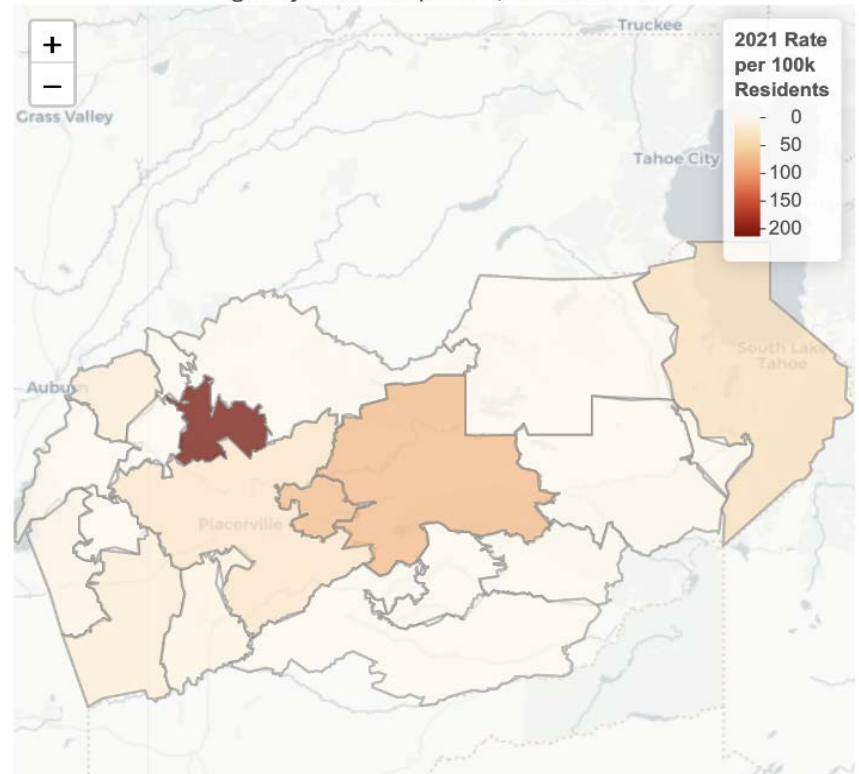 Truckee
+
−
2021 Rate
per 100k
Residents
0
50
100
150
200
Grass Valley
Tahoe City
South Lake
Tahoe
Auburn
Placerville